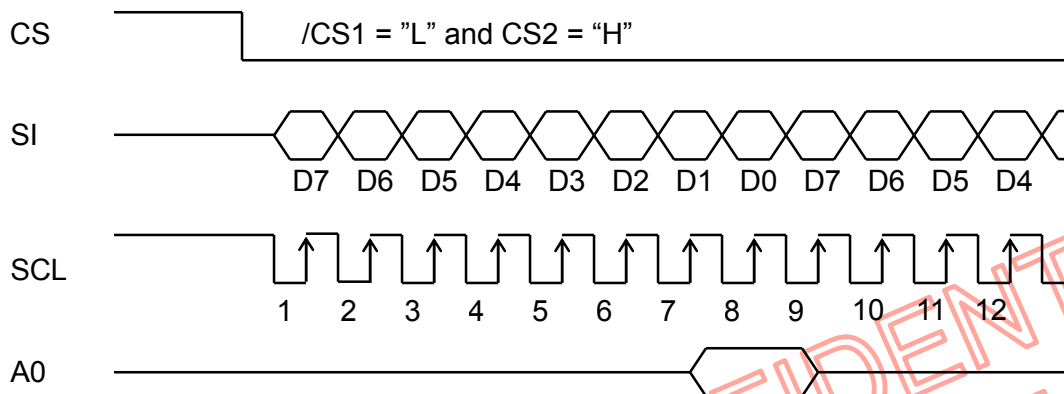 CS /CS1 = ”L” and CS2 = “H”
SI
D7 D6 D5 D4 D3 D2 D1 D0 D7 D6 D5 D4
SCL
1 2 3 4 5 6 7 8 9 10 11 12
A0